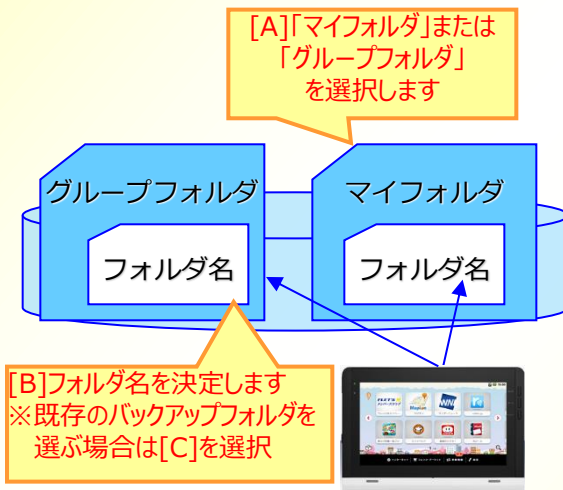 [A]「マイフォルダ」または
「グループフォルダ」
を選択します
グループフォルダ
マイフォルダ
フォルダ名
フォルダ名
[B]フォルダ名を決定します
※既存のバックアップフォルダを
選ぶ場合は[C]を選択